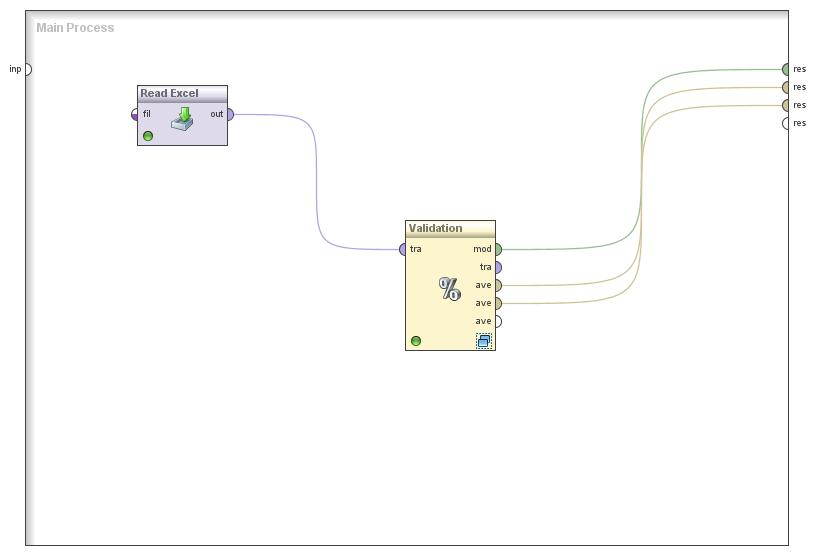 Main Process
inp
res
res
res
res
Read Excel
fil
out
Validation
tra
mod
tra
ave
ave
ave
%